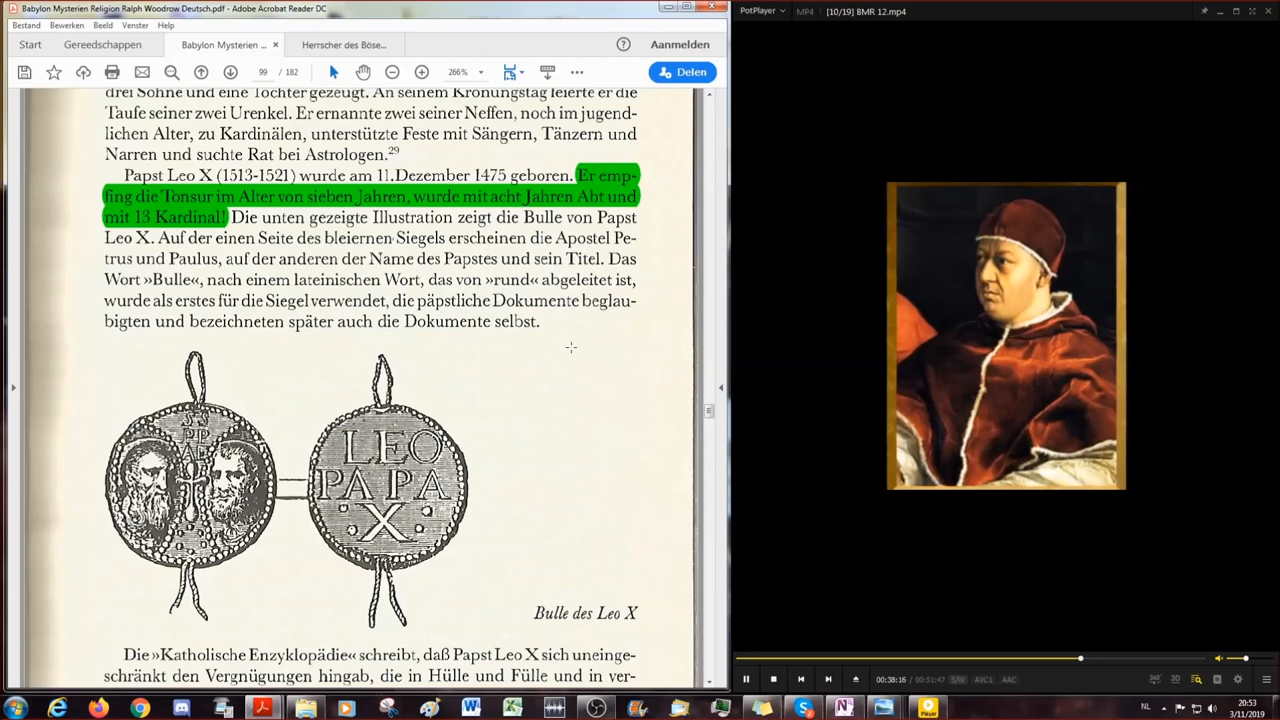 Babylon Mysterien Religion Ralph Woodrow Deutsch.pdf - Adobe Acrobat Reader DC
Bestand Bewerken Beeld Venster Help
Start Gereedschappen Babylon Mysterien ... × Herrscher des Böse... Aanmelden
99 / 182 266% Delen
drei Söhne und eine Tochter gezeugt. An seinem Krönungstag feierte er die
Taufe seiner zwei Urenkel. Er ernannte zwei seiner Neffen, noch im jugend-
lichen Alter, zu Kardinälen, unterstützte Feste mit Sängern, Tänzern und
Narren und suchte Rat bei Astrologen.29
Papst Leo X (1513-1521) wurde am 11.Dezember 1475 geboren. Er emp-
fing die Tonsur im Alter von sieben Jahren, wurde mit acht Jahren Abt und
mit 13 Kardinal! Die unten gezeigte Illustration zeigt die Bulle von Papst
Leo X. Auf der einen Seite des bleiernen Siegels erscheinen die Apostel Pe-
trus und Paulus, auf der anderen der Name des Papstes und sein Titel. Das
Wort »Bulle«, nach einem lateinischen Wort, das von »rund« abgeleitet ist,
wurde als erstes für die Siegel verwendet, die päpstliche Dokumente beglau-
bigten und bezeichneten später auch die Dokumente selbst.
LEO
PAPA
X
Bulle des Leo X
Die »Katholische Enzyklopädie« schreibt, daß Papst Leo X sich uneinge-
schränkt den Vergnügungen hingab, die in Hülle und Fülle und in ver-
PotPlayer MP4 [10/19] BMR 12.mp4
00:38:16 / 00:51:47 S/W AVC1 AAC
360° 3D
NL 20:53
3/11/2019